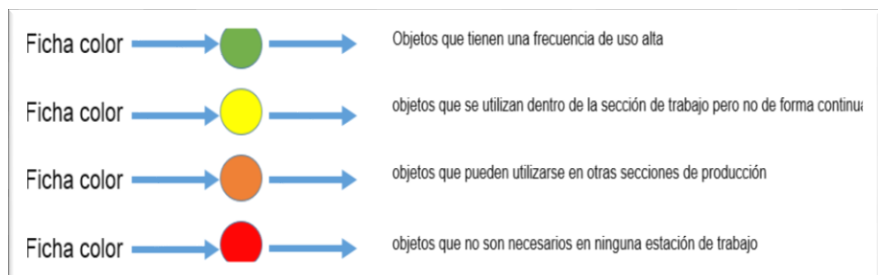 Ficha color Objetos que tienen una frecuencia de uso alta
Ficha color objetos que se utilizan dentro de la sección de trabajo pero no de forma continua
Ficha color objetos que pueden utilizarse en otras secciones de producción
Ficha color objetos que no son necesarios en ninguna estación de trabajo